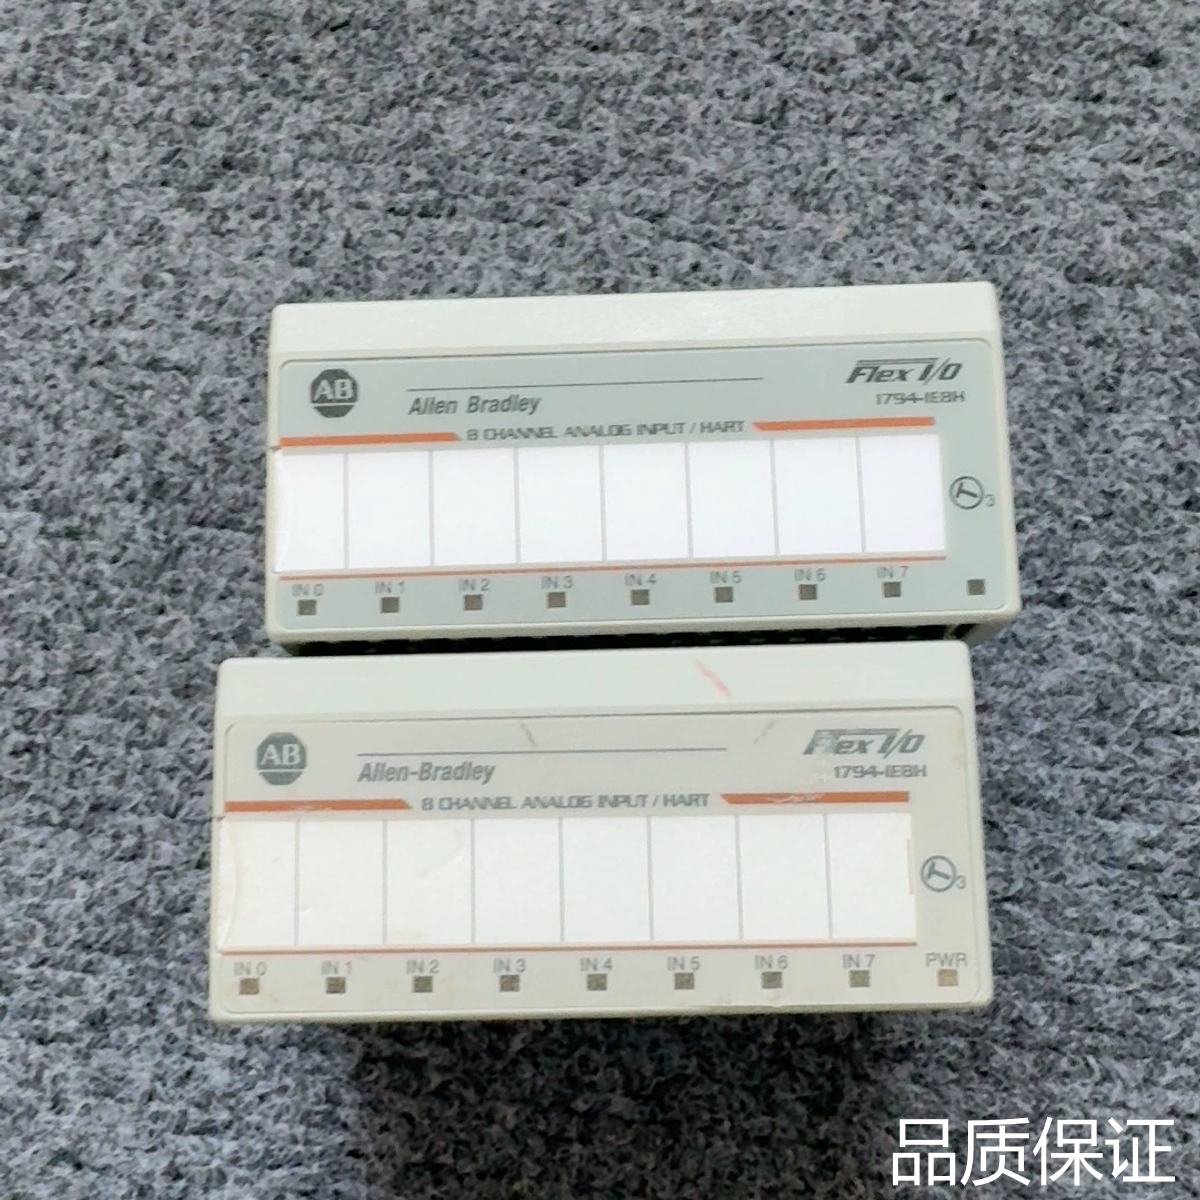 AB
Allen Bradley
Flex I/O
1794-IE8H
8 CHANNEL ANALOG INPUT / HART
3
IN 0 IN 1 IN 2 IN 3 IN 4 IN 5 IN 6 IN 7
AB
Allen-Bradley
Flex I/O
1794-IE8H
8 CHANNEL ANALOG INPUT / HART
3
IN 0 IN 1 IN 2 IN 3 IN 4 IN 5 IN 6 IN 7 PWR
品质保证